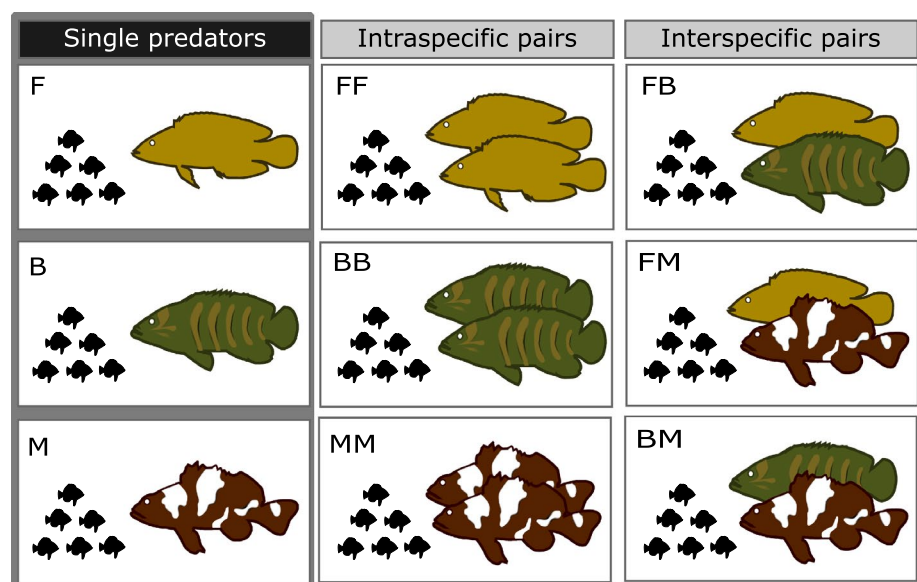 Single predators
Intraspecific pairs
Interspecific pairs
F
FF
FB
B
BB
FM
M
MM
BM